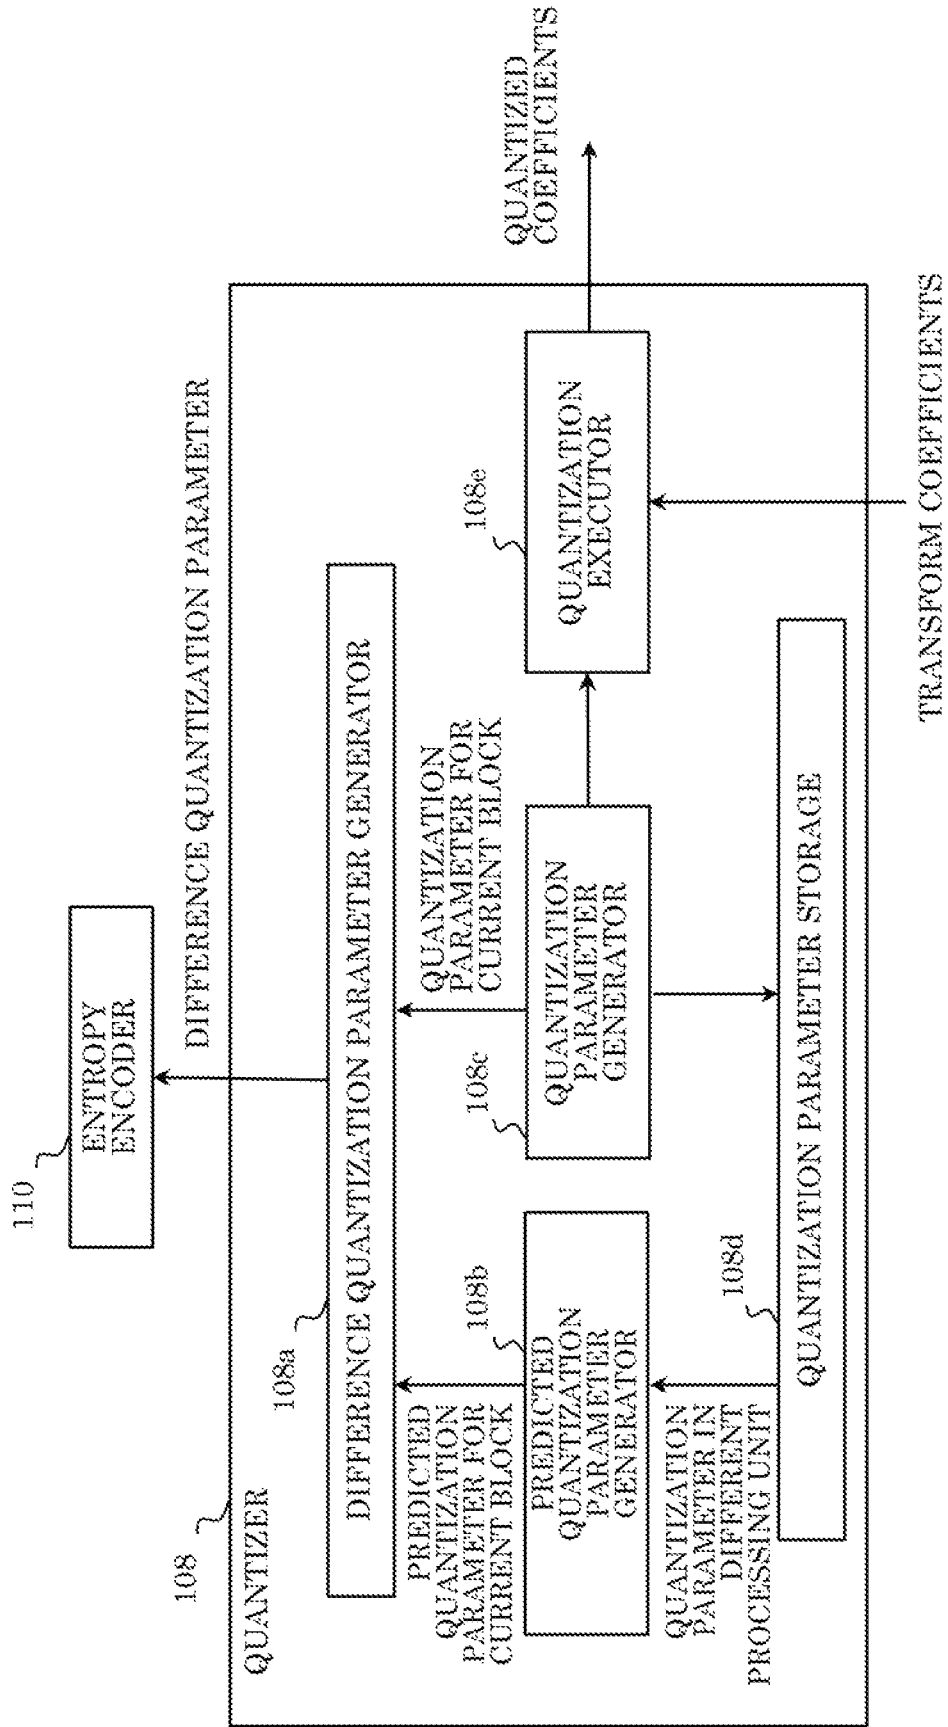 110
ENTROPY
ENCODER
DIFFERENCE QUANTIZATION PARAMETER
108
QUANTIZER
108a
DIFFERENCE QUANTIZATION PARAMETER GENERATOR
PREDICTED
QUANTIZATION
PARAMETER FOR
CURRENT BLOCK
QUANTIZATION
PARAMETER FOR
CURRENT BLOCK
108b
PREDICTED
QUANTIZATION
PARAMETER
GENERATOR
108c
QUANTIZATION
PARAMETER
GENERATOR
108e
QUANTIZATION
EXECUTOR
QUANTIZED
COEFFICIENTS
QUANTIZATION
PARAMETER IN
DIFFERENT
PROCESSING UNIT
108d
QUANTIZATION PARAMETER STORAGE
TRANSFORM COEFFICIENTS